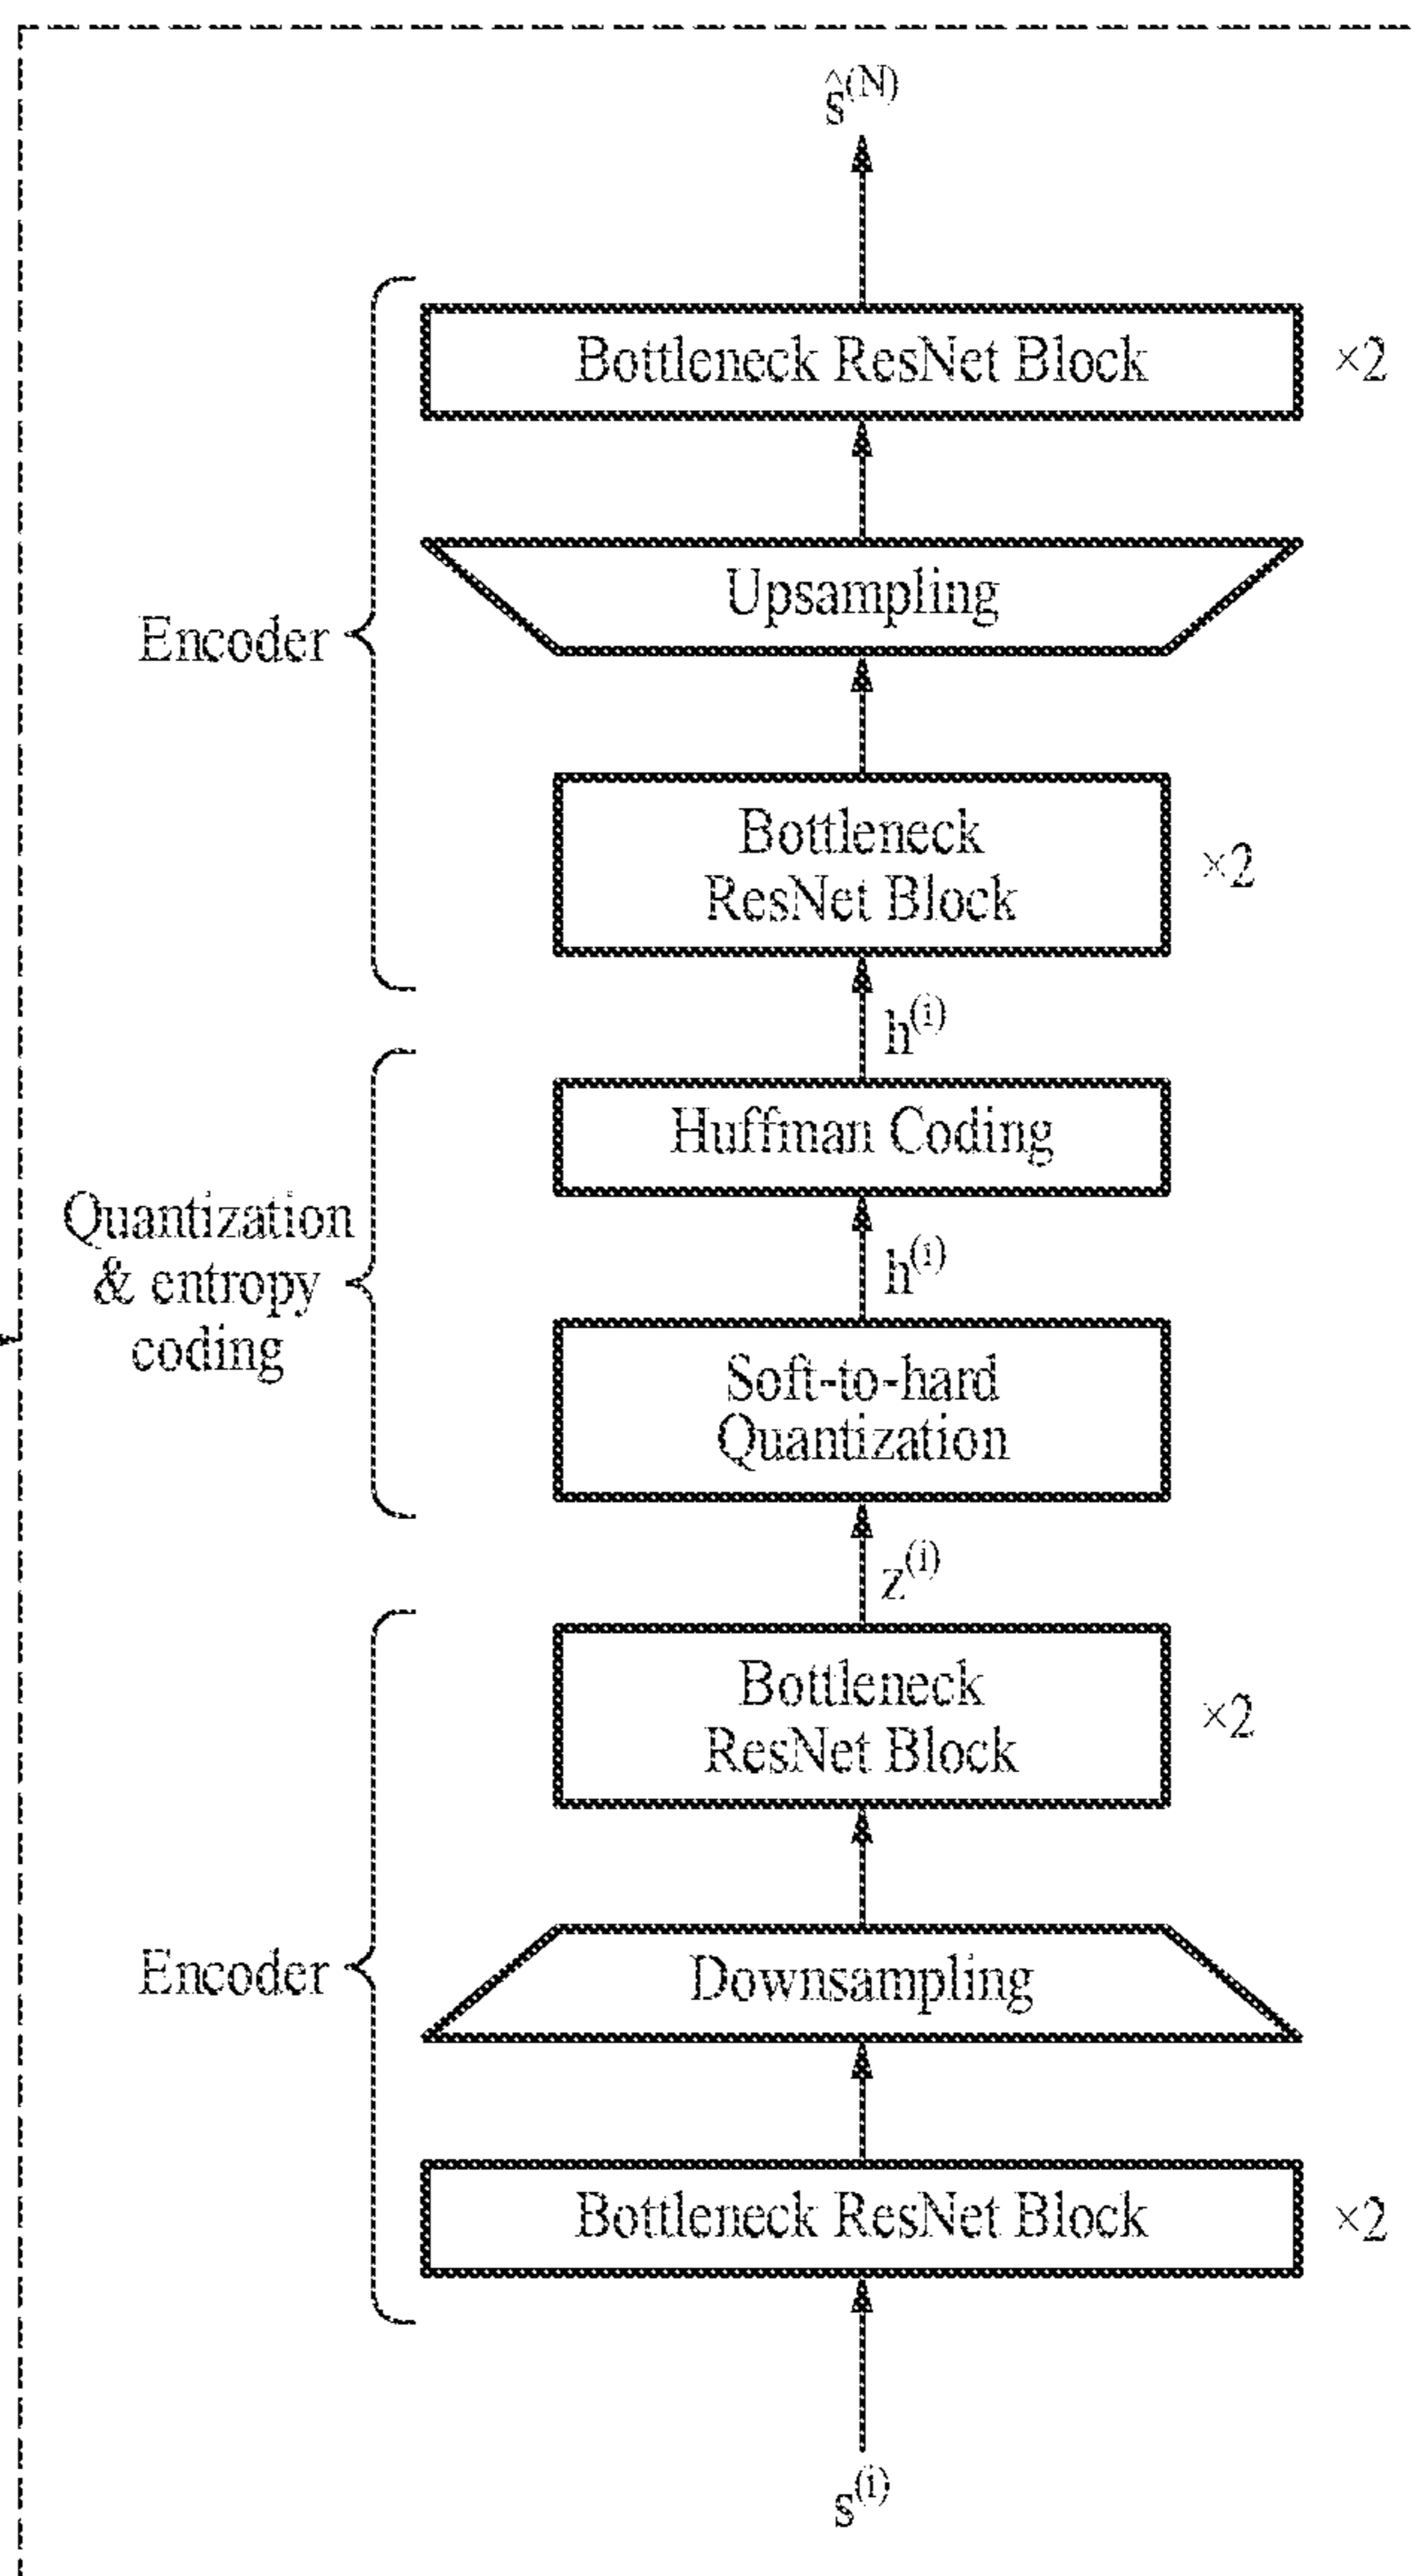 ŝ(N)
Bottleneck ResNet Block ×2
Upsampling
Encoder
Bottleneck
ResNet Block
×2
h(i)
Huffman Coding
Quantization
& entropy
coding
h(i)
Soft-to-hard
Quantization
z(i)
Bottleneck
ResNet Block
×2
Encoder
Downsampling
Bottleneck ResNet Block ×2
s(i)